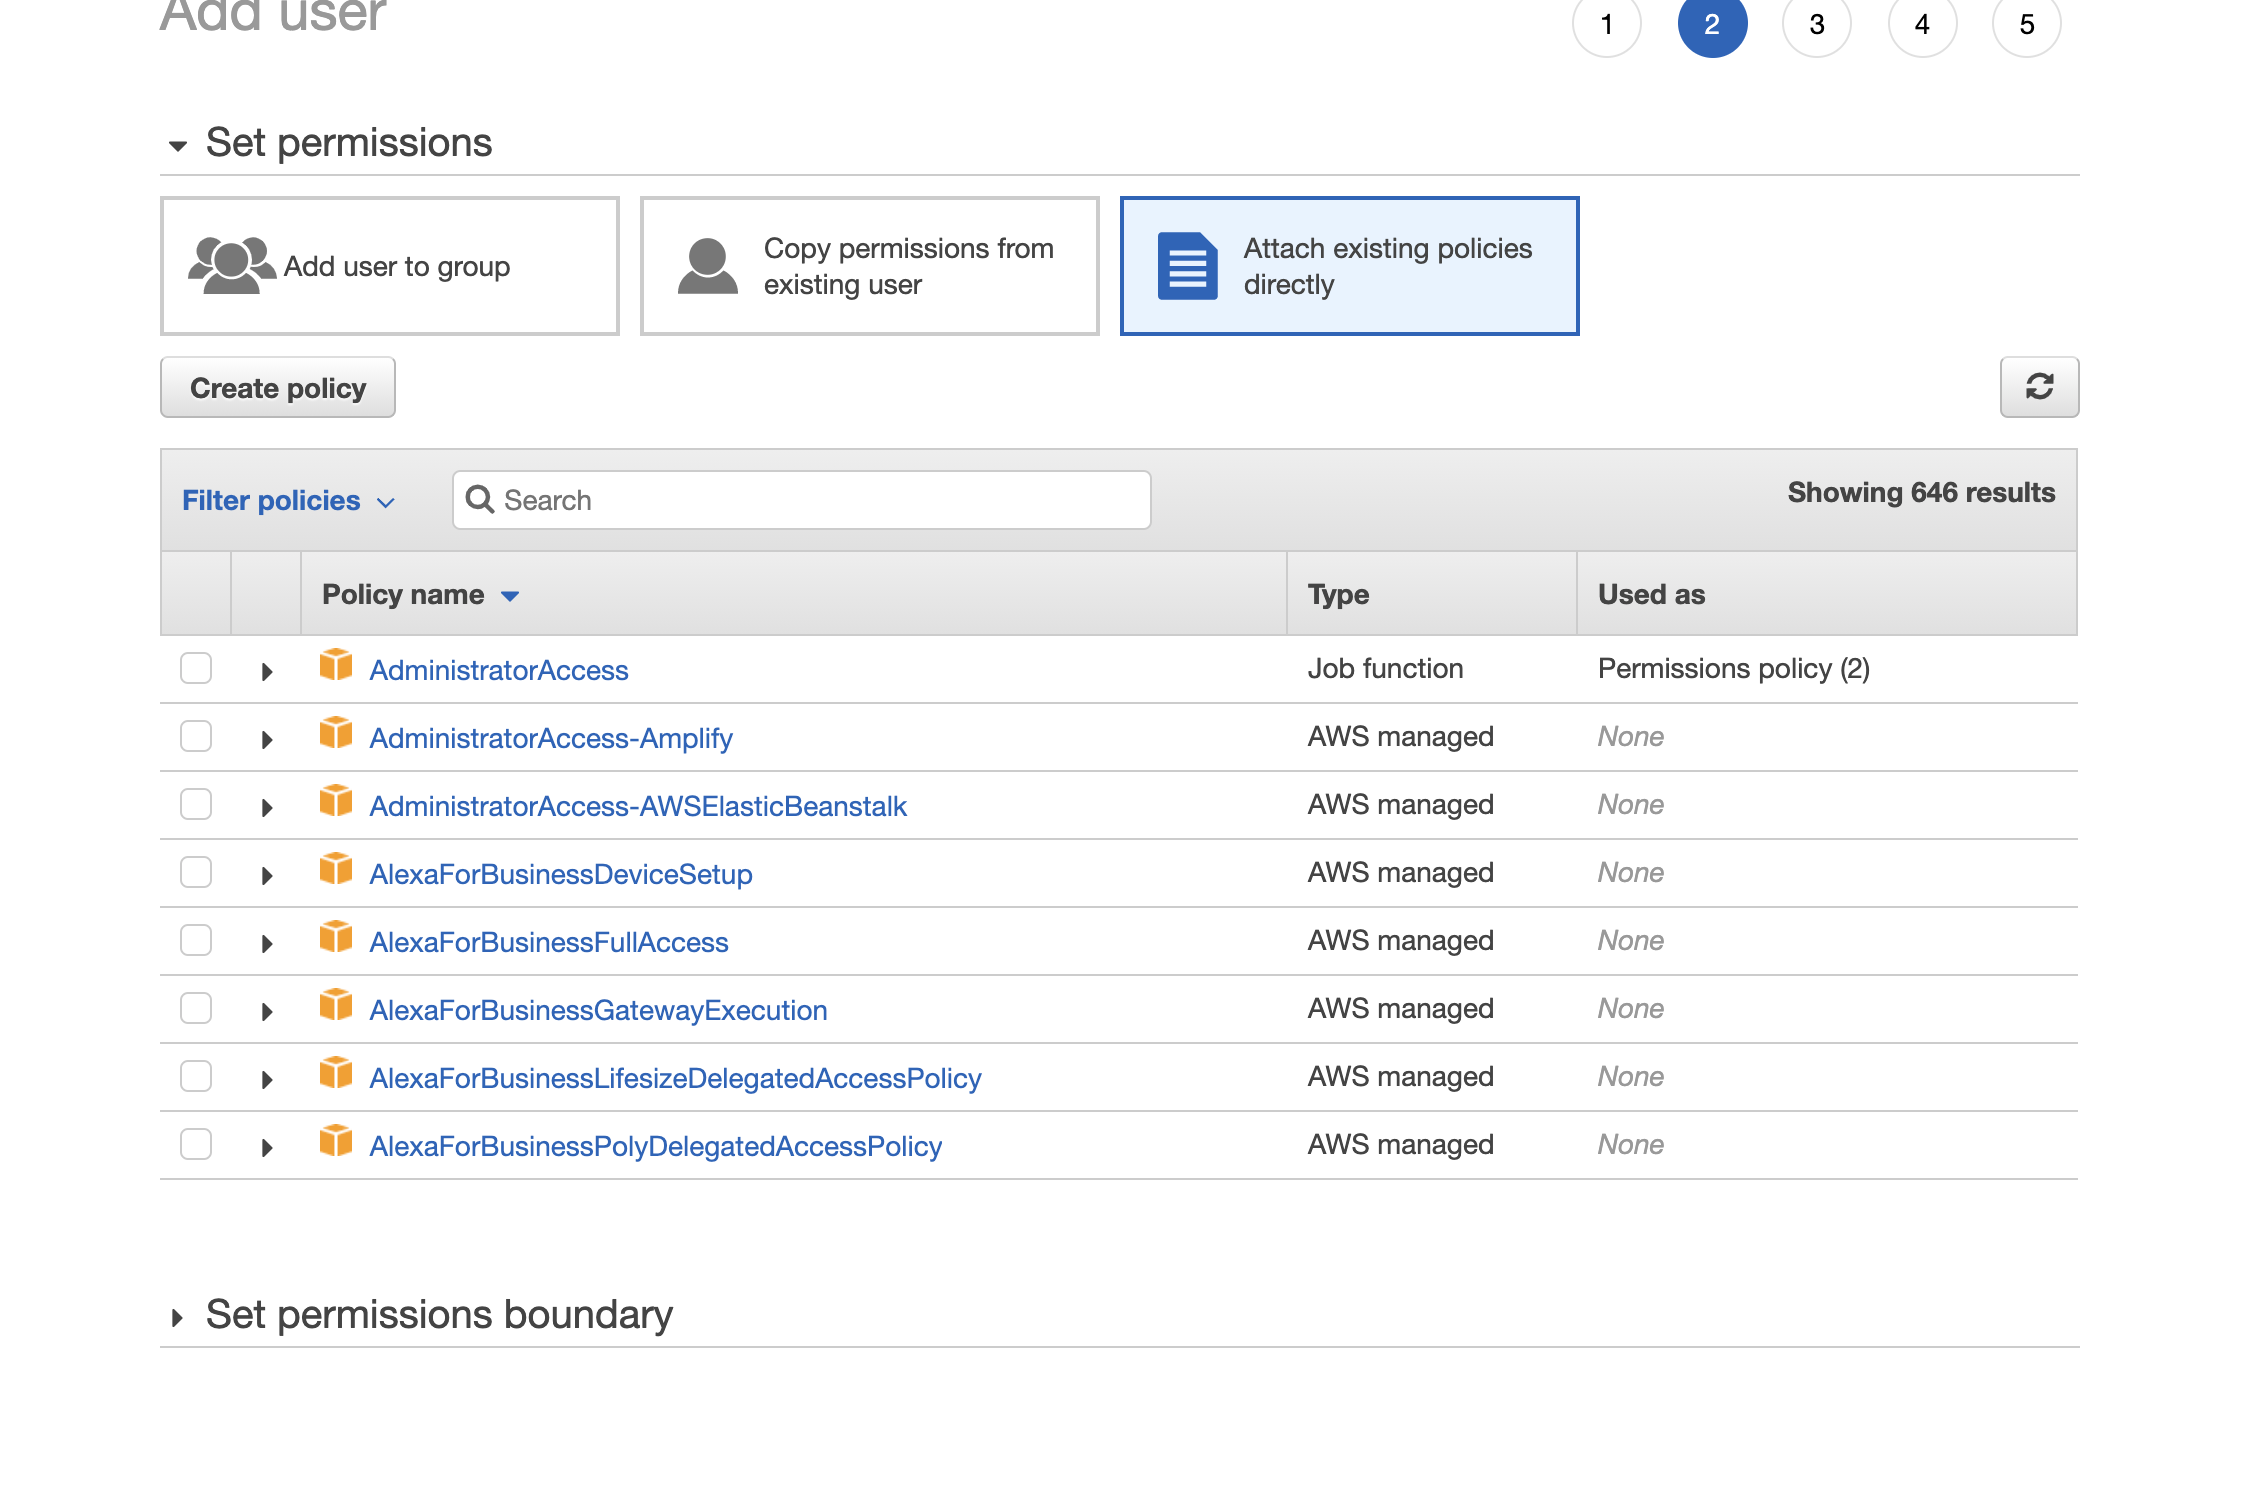 Add user
1 2 3 4 5
Set permissions
Add user to group
Copy permissions from
existing user
Attach existing policies
directly
Create policy
Filter policies
Search
Showing 646 results
Policy name Type Used as
AdministratorAccess Job function Permissions policy (2)
AdministratorAccess-Amplify AWS managed None
AdministratorAccess-AWSElasticBeanstalk AWS managed None
AlexaForBusinessDeviceSetup AWS managed None
AlexaForBusinessFullAccess AWS managed None
AlexaForBusinessGatewayExecution AWS managed None
AlexaForBusinessLifesizeDelegatedAccessPolicy AWS managed None
AlexaForBusinessPolyDelegatedAccessPolicy AWS managed None
Set permissions boundary